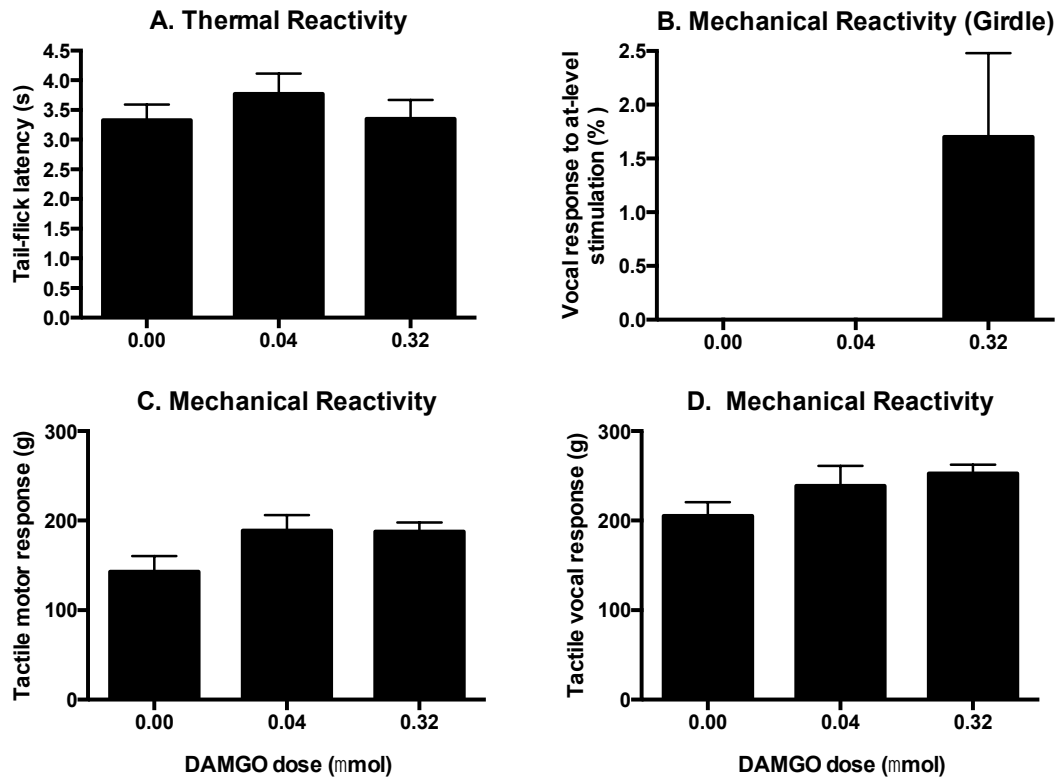 A. Thermal Reactivity
Tail-flick latency (s)
4.5
4.0
3.5
3.0
2.5
2.0
1.5
1.0
0.5
0.0
0.00 0.04 0.32
B. Mechanical Reactivity (Girdle)
Vocal response to at-level
stimulation (%)
2.5
2.0
1.5
1.0
0.5
0.0
0.00 0.04 0.32
C. Mechanical Reactivity
Tactile motor response (g)
300
200
100
0
0.00 0.04 0.32
DAMGO dose (mmol)
D. Mechanical Reactivity
Tactile vocal response (g)
300
200
100
0
0.00 0.04 0.32
DAMGO dose (mmol)